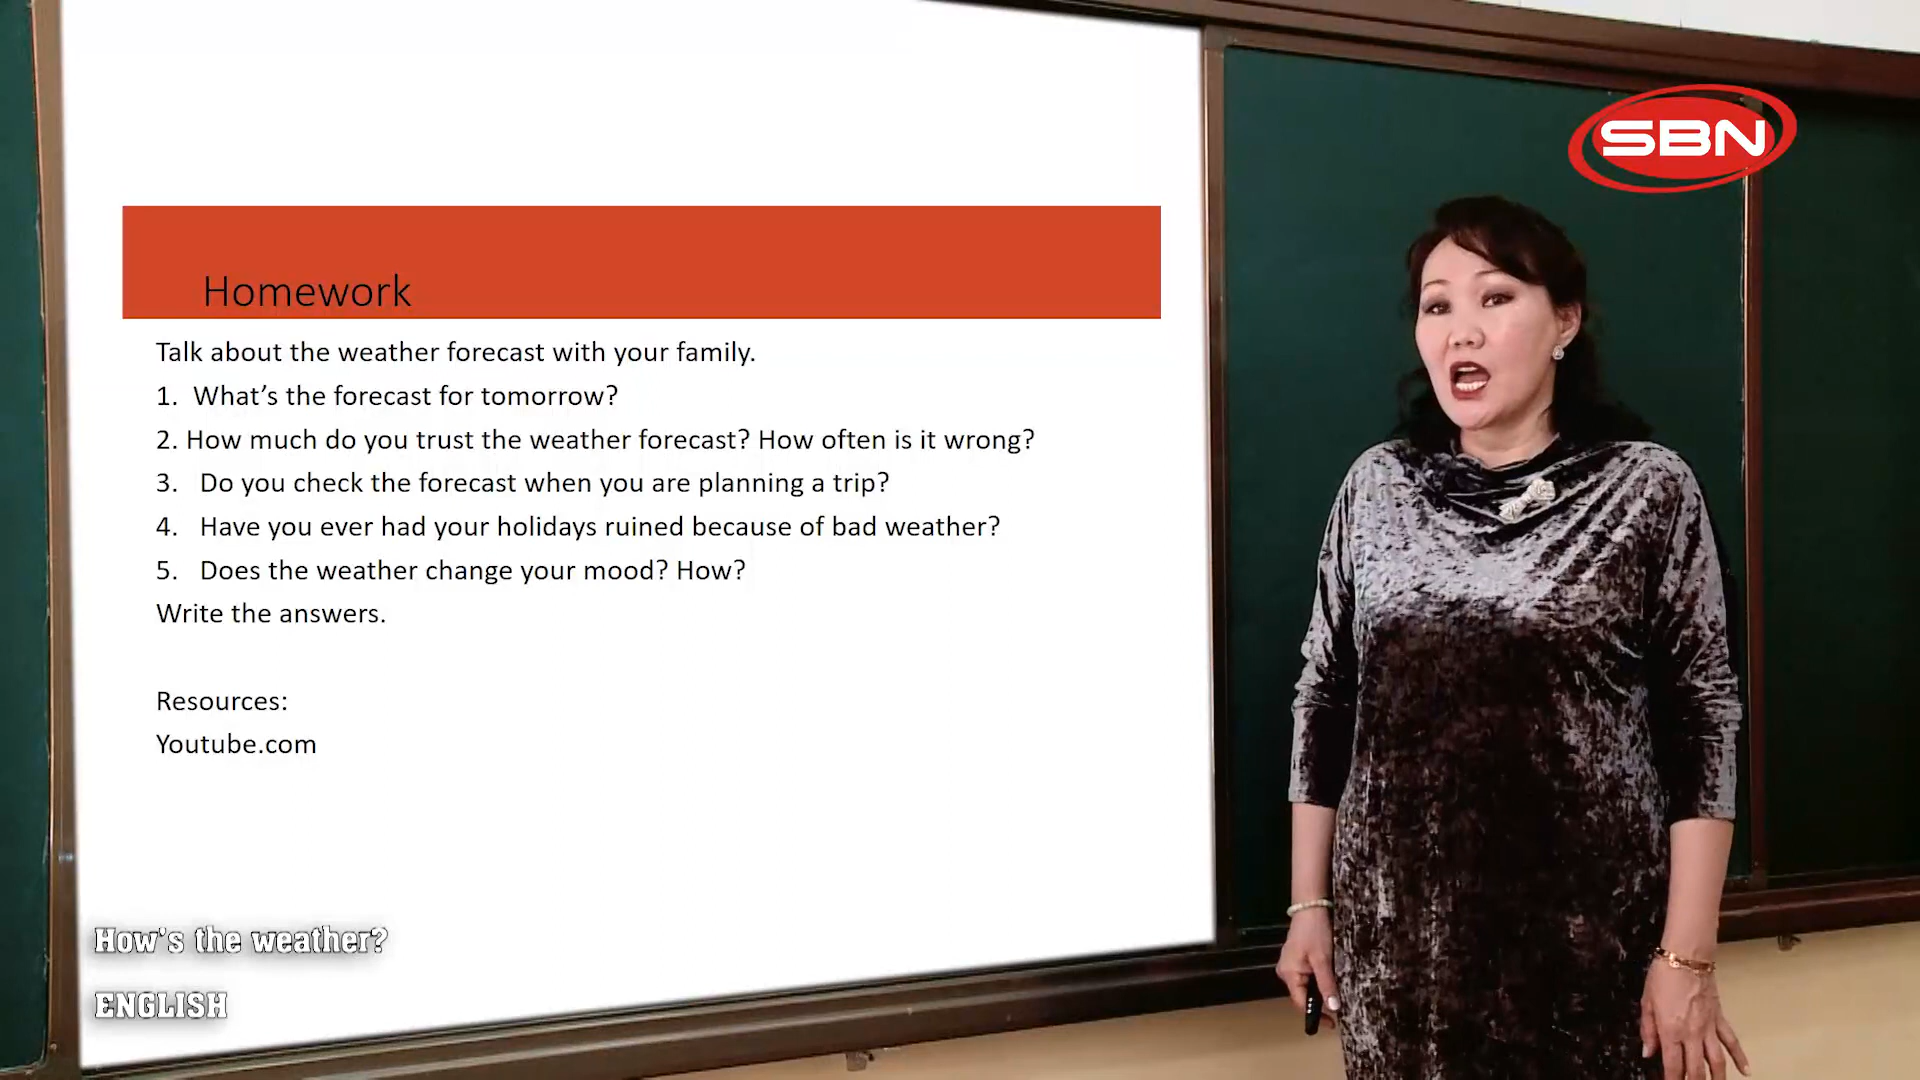 SBN
Homework
Talk about the weather forecast with your family.
1. What's the forecast for tomorrow?
2. How much do you trust the weather forecast? How often is it wrong?
3. Do you check the forecast when you are planning a trip?
4. Have you ever had your holidays ruined because of bad weather?
5. Does the weather change your mood? How?
Write the answers.
Resources:
Youtube.com
How's the weather?
ENGLISH